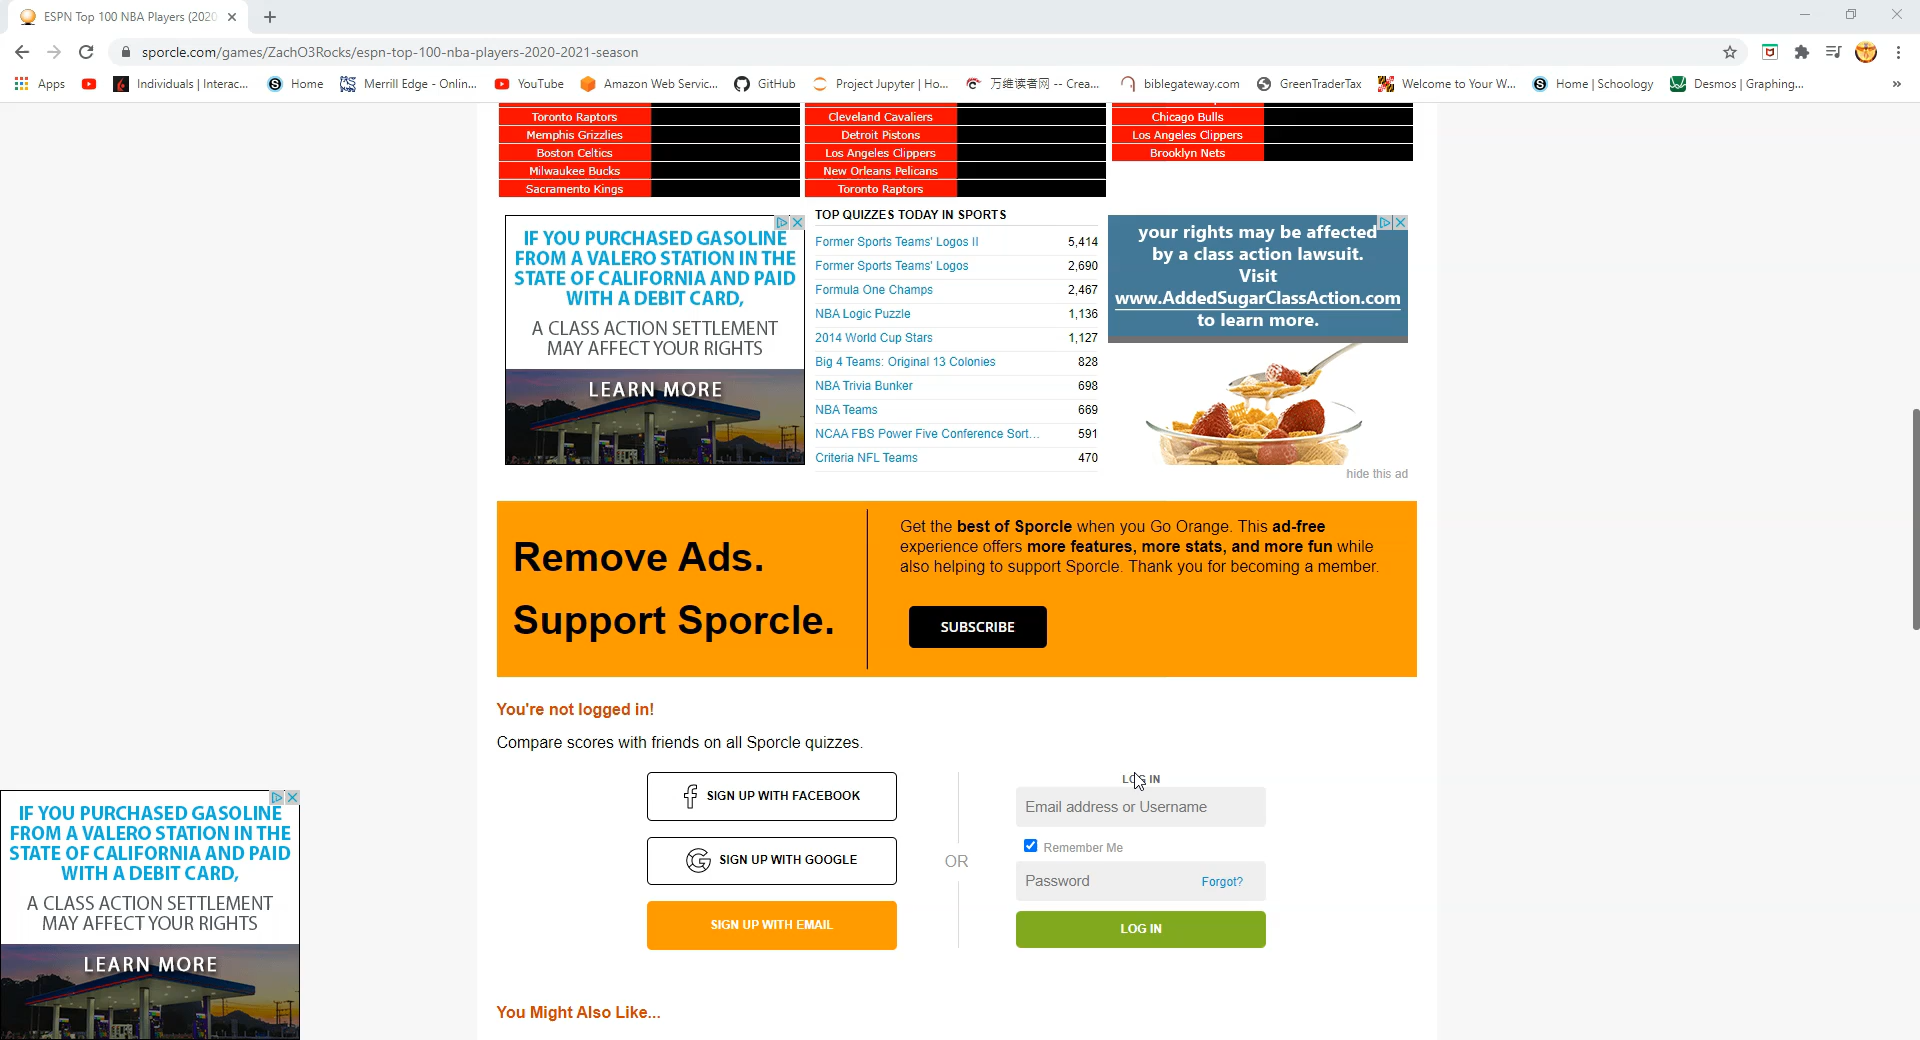 ESPN Top 100 NBA Players (2020
sporcle.com/games/ZachO3Rocks/espn-top-100-nba-players-2020-2021-season
Apps
Individuals | Interac...
Home
Merrill Edge - Onlin...
YouTube
Amazon Web Servic...
GitHub
Project Jupyter | Ho...
万维读者网 -- Crea...
biblegateway.com
GreenTraderTax
Welcome to Your W...
Home | Schoology
Desmos | Graphing...
»
Toronto Raptors
Memphis Grizzlies
Boston Celtics
Milwaukee Bucks
Sacramento Kings
Cleveland Cavaliers
Detroit Pistons
Los Angeles Clippers
New Orleans Pelicans
Toronto Raptors
Chicago Bulls
Los Angeles Clippers
Brooklyn Nets
IF YOU PURCHASED GASOLINE
FROM A VALERO STATION IN THE
STATE OF CALIFORNIA AND PAID
WITH A DEBIT CARD,
A CLASS ACTION SETTLEMENT
MAY AFFECT YOUR RIGHTS
LEARN MORE
TOP QUIZZES TODAY IN SPORTS
Former Sports Teams' Logos II 5,414
Former Sports Teams' Logos 2,690
Formula One Champs 2,467
NBA Logic Puzzle 1,136
2014 World Cup Stars 1,127
Big 4 Teams: Original 13 Colonies 828
NBA Trivia Bunker 698
NBA Teams 669
NCAA FBS Power Five Conference Sort... 591
Criteria NFL Teams 470
your rights may be affected
by a class action lawsuit.
Visit
www.AddedSugarClassAction.com
to learn more.
hide this ad
Remove Ads.
Support Sporcle.
Get the best of Sporcle when you Go Orange. This ad-free
experience offers more features, more stats, and more fun while
also helping to support Sporcle. Thank you for becoming a member.
SUBSCRIBE
You're not logged in!
Compare scores with friends on all Sporcle quizzes.
SIGN UP WITH FACEBOOK
SIGN UP WITH GOOGLE
SIGN UP WITH EMAIL
OR
LOG IN
Email address or Username
Remember Me
Password Forgot?
LOG IN
IF YOU PURCHASED GASOLINE
FROM A VALERO STATION IN THE
STATE OF CALIFORNIA AND PAID
WITH A DEBIT CARD,
A CLASS ACTION SETTLEMENT
MAY AFFECT YOUR RIGHTS
LEARN MORE
You Might Also Like...